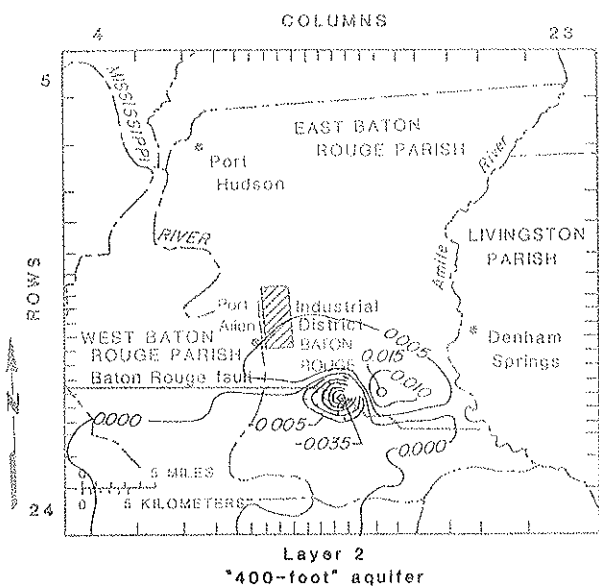 COLUMNS
4
23
5
MISSISSIPPI
RIVER
EAST BATON
ROUGE PARISH
Port
Hudson
River
Amite
LIVINGSTON
PARISH
ROWS
Port
Allen
Industrial
District
BATON
ROUGE
0.005
0.015
0.010
Denham
Springs
WEST BATON
ROUGE PARISH
Baton Rouge fault
0.000
-0.005
-0.035
0.000
0 5 MILES
0 5 KILOMETERS
24
Layer 2
"400-foot" aquifer